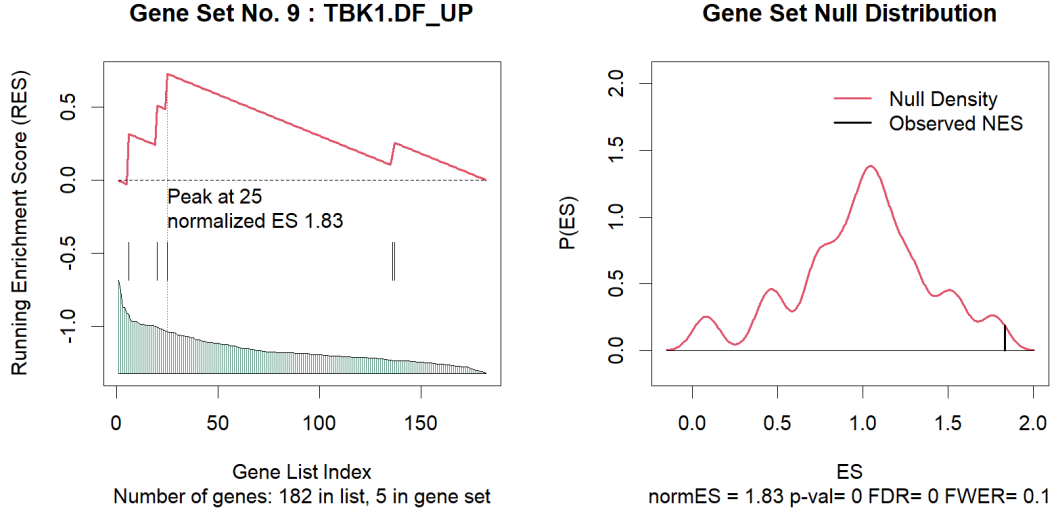 Gene Set No. 9 : TBK1.DF_UP
Running Enrichment Score (RES)
0.5
0.0
-0.5
-1.0
Peak at 25
normalized ES 1.83
0 50 100 150
Gene List Index
Number of genes: 182 in list, 5 in gene set
Gene Set Null Distribution
P(ES)
2.0
1.5
1.0
0.5
0.0
Null Density
Observed NES
0.0 0.5 1.0 1.5 2.0
ES
normES = 1.83 p-val= 0 FDR= 0 FWER= 0.1